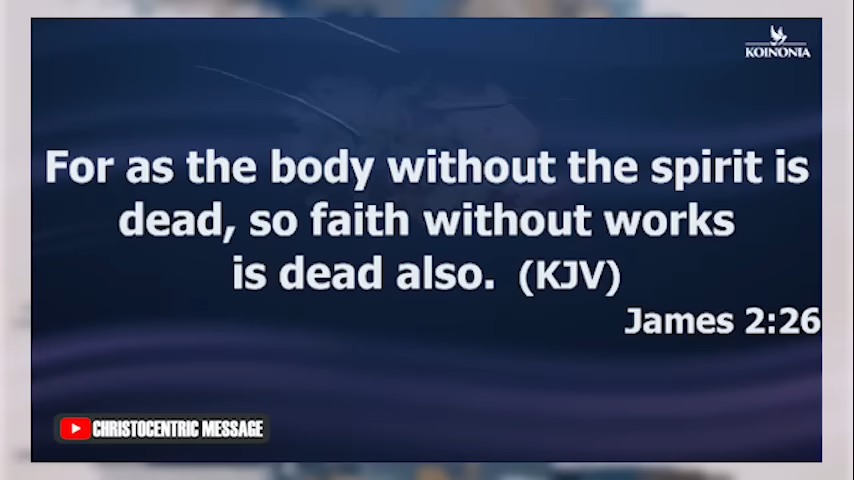 KOINONIA
For as the body without the spirit is
dead, so faith without works
is dead also. (KJV)
James 2:26
CHRISTOCENTRIC MESSAGE